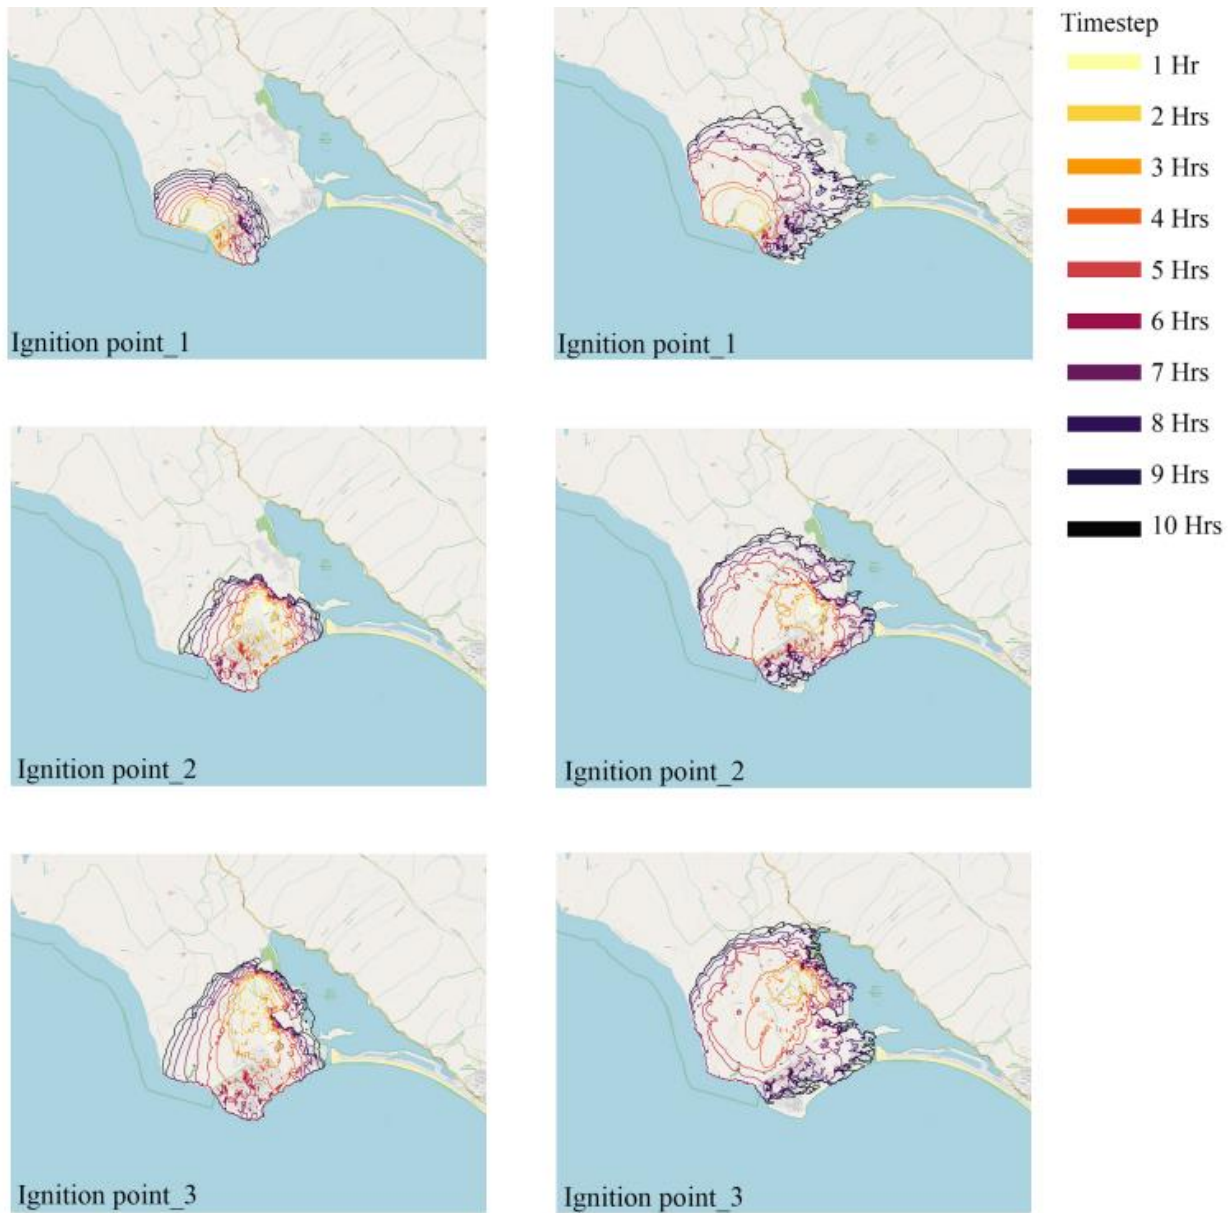 Timestep
1 Hr
2 Hrs
3 Hrs
4 Hrs
5 Hrs
6 Hrs
7 Hrs
8 Hrs
9 Hrs
10 Hrs
Ignition point_1
Ignition point_1
Ignition point_2
Ignition point_2
Ignition point_3
Ignition point_3